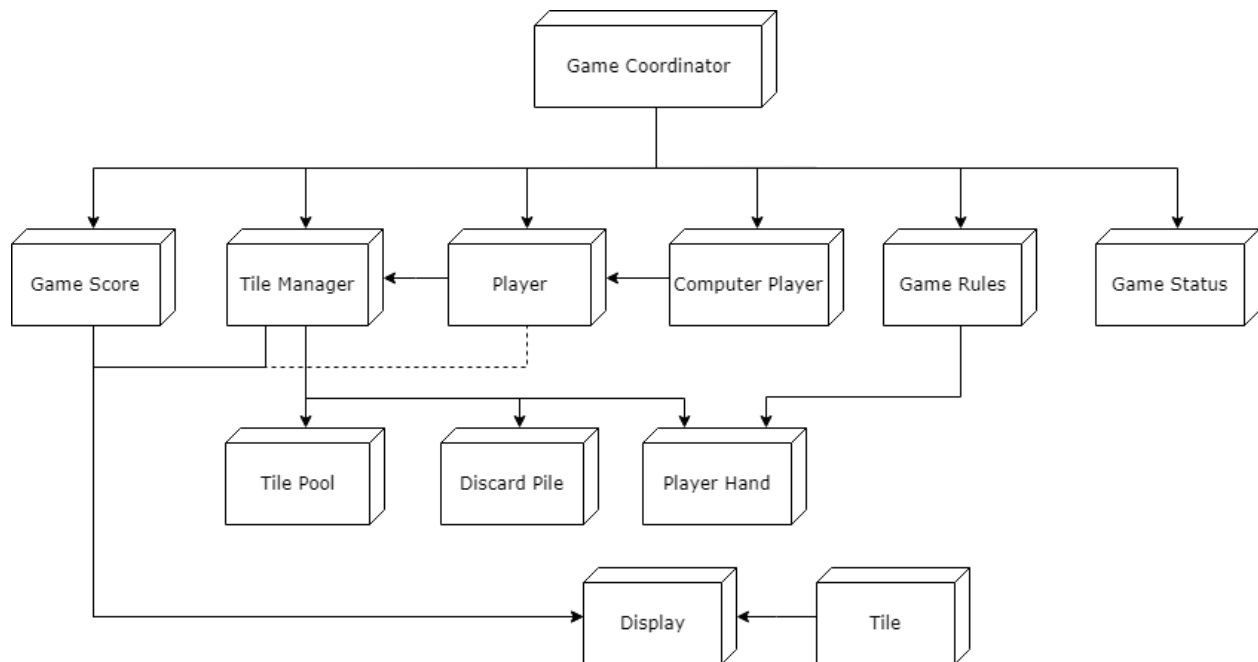 Game Coordinator
Game Score
Tile Manager
Player
Computer Player
Game Rules
Game Status
Tile Pool
Discard Pile
Player Hand
Display
Tile